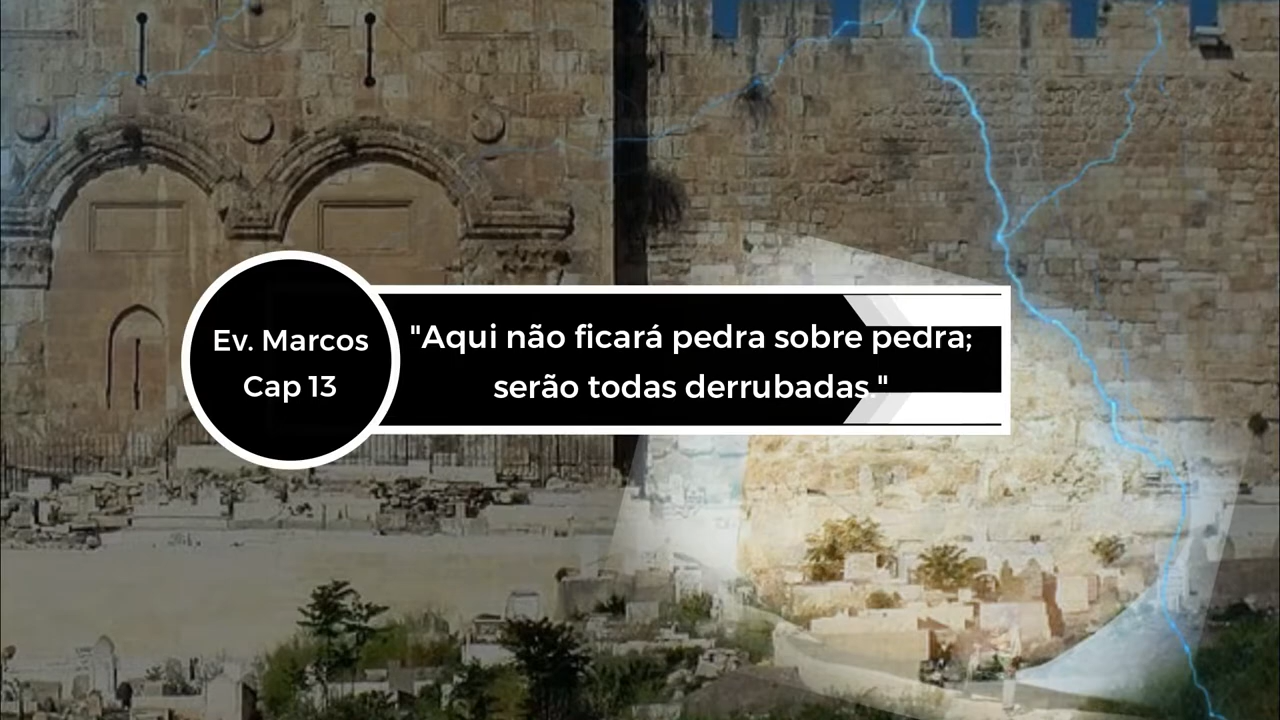 Ev. Marcos
Cap 13
"Aqui não ficará pedra sobre pedra;
serão todas derrubadas."